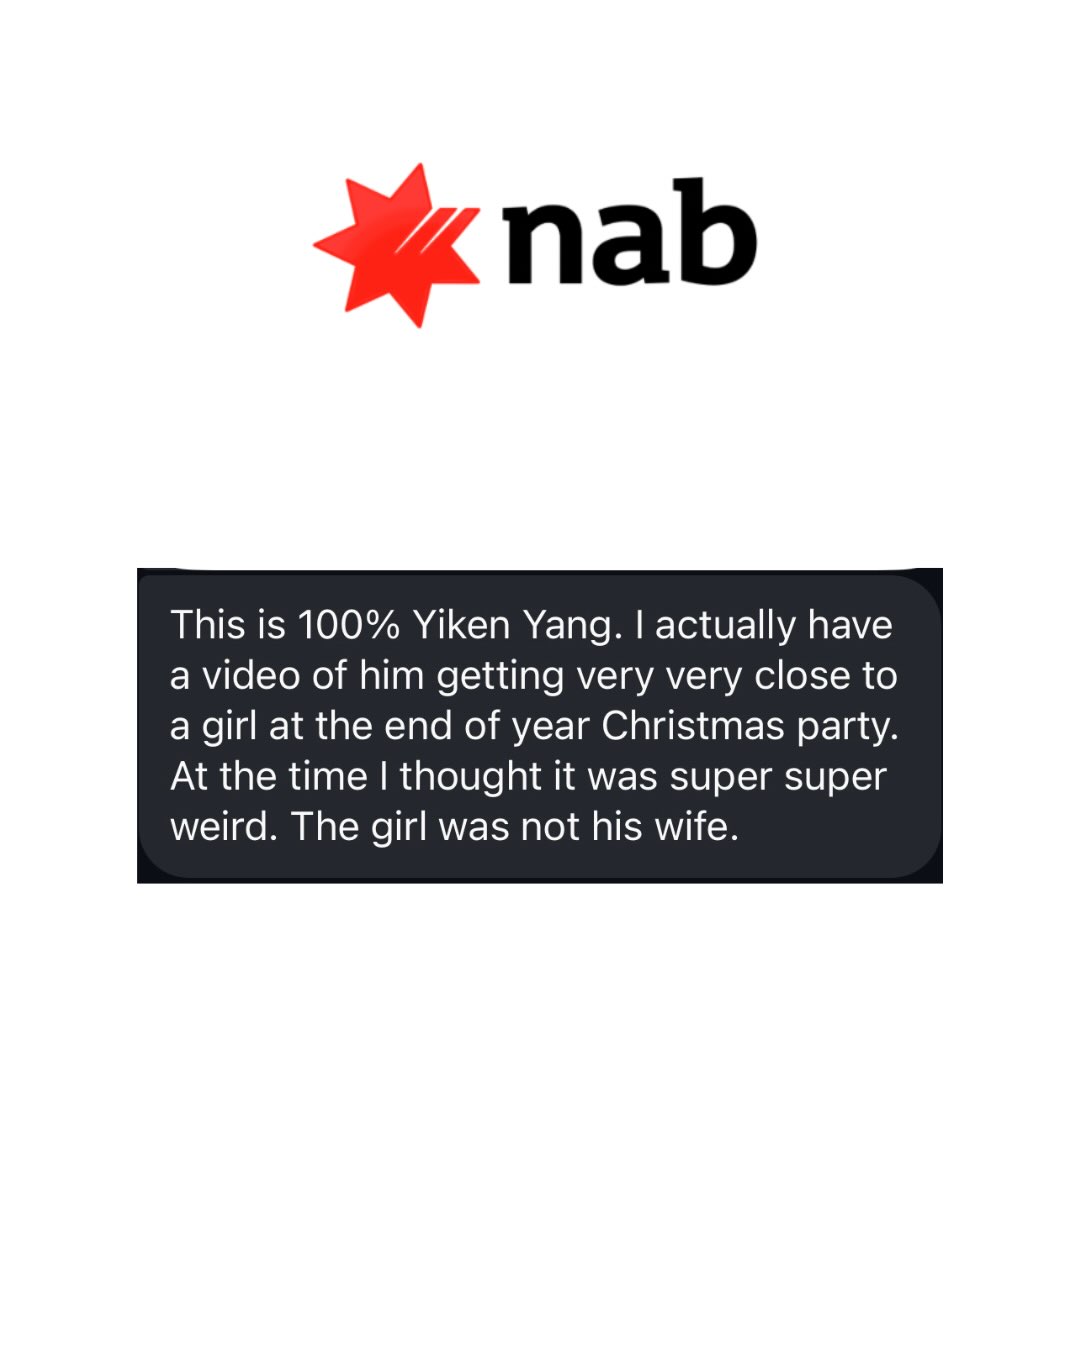 nab
This is 100% Yiken Yang. I actually have
a video of him getting very very close to
a girl at the end of year Christmas party.
At the time I thought it was super super
weird. The girl was not his wife.